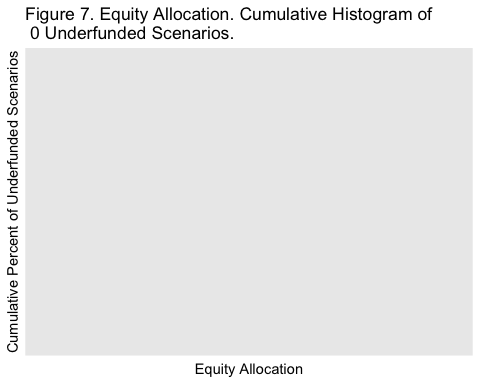 Figure 7. Equity Allocation. Cumulative Histogram of
0 Underfunded Scenarios.
Cumulative Percent of Underfunded Scenarios
Equity Allocation